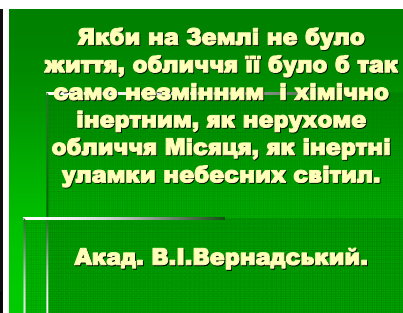 Якби на Землі не було
життя, обличчя її було б так
само незмінним і хімічно
інертним, як нерухоме
обличчя Місяця, як інертні
уламки небесних світил.
Акад. В.І.Вернадський.